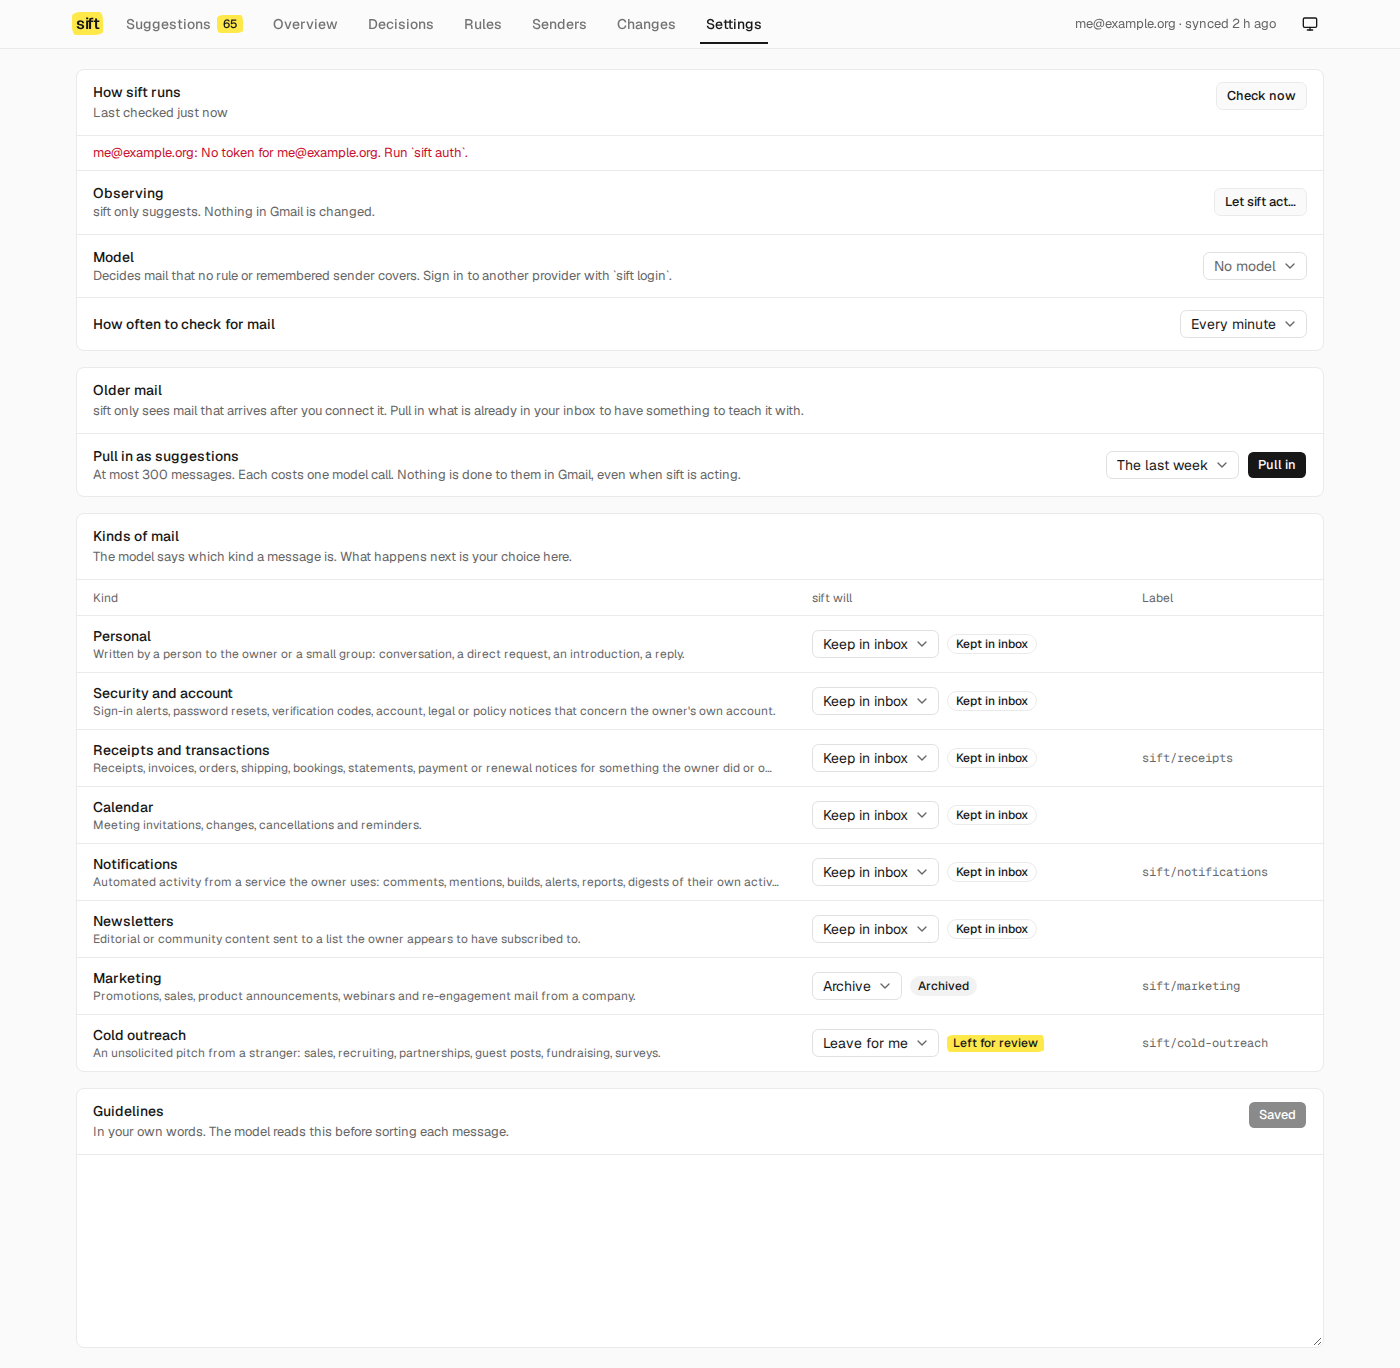 sift Suggestions 65 Overview Decisions Rules Senders Changes Settings me@example.org · synced 2 h ago
How sift runs
Last checked just now
Check now
me@example.org: No token for me@example.org. Run `sift auth`.
Observing
sift only suggests. Nothing in Gmail is changed.
Let sift act…
Model
Decides mail that no rule or remembered sender covers. Sign in to another provider with `sift login`.
No model
How often to check for mail
Every minute
Older mail
sift only sees mail that arrives after you connect it. Pull in what is already in your inbox to have something to teach it with.
Pull in as suggestions
At most 300 messages. Each costs one model call. Nothing is done to them in Gmail, even when sift is acting.
The last week Pull in
Kinds of mail
The model says which kind a message is. What happens next is your choice here.
Kind sift will Label
Personal
Written by a person to the owner or a small group: conversation, a direct request, an introduction, a reply.
Keep in inbox Kept in inbox
Security and account
Sign-in alerts, password resets, verification codes, account, legal or policy notices that concern the owner's own account.
Keep in inbox Kept in inbox
Receipts and transactions
Receipts, invoices, orders, shipping, bookings, statements, payment or renewal notices for something the owner did or o…
Keep in inbox Kept in inbox sift/receipts
Calendar
Meeting invitations, changes, cancellations and reminders.
Keep in inbox Kept in inbox
Notifications
Automated activity from a service the owner uses: comments, mentions, builds, alerts, reports, digests of their own activ…
Keep in inbox Kept in inbox sift/notifications
Newsletters
Editorial or community content sent to a list the owner appears to have subscribed to.
Keep in inbox Kept in inbox
Marketing
Promotions, sales, product announcements, webinars and re-engagement mail from a company.
Archive Archived sift/marketing
Cold outreach
An unsolicited pitch from a stranger: sales, recruiting, partnerships, guest posts, fundraising, surveys.
Leave for me Left for review sift/cold-outreach
Guidelines
In your own words. The model reads this before sorting each message.
Saved